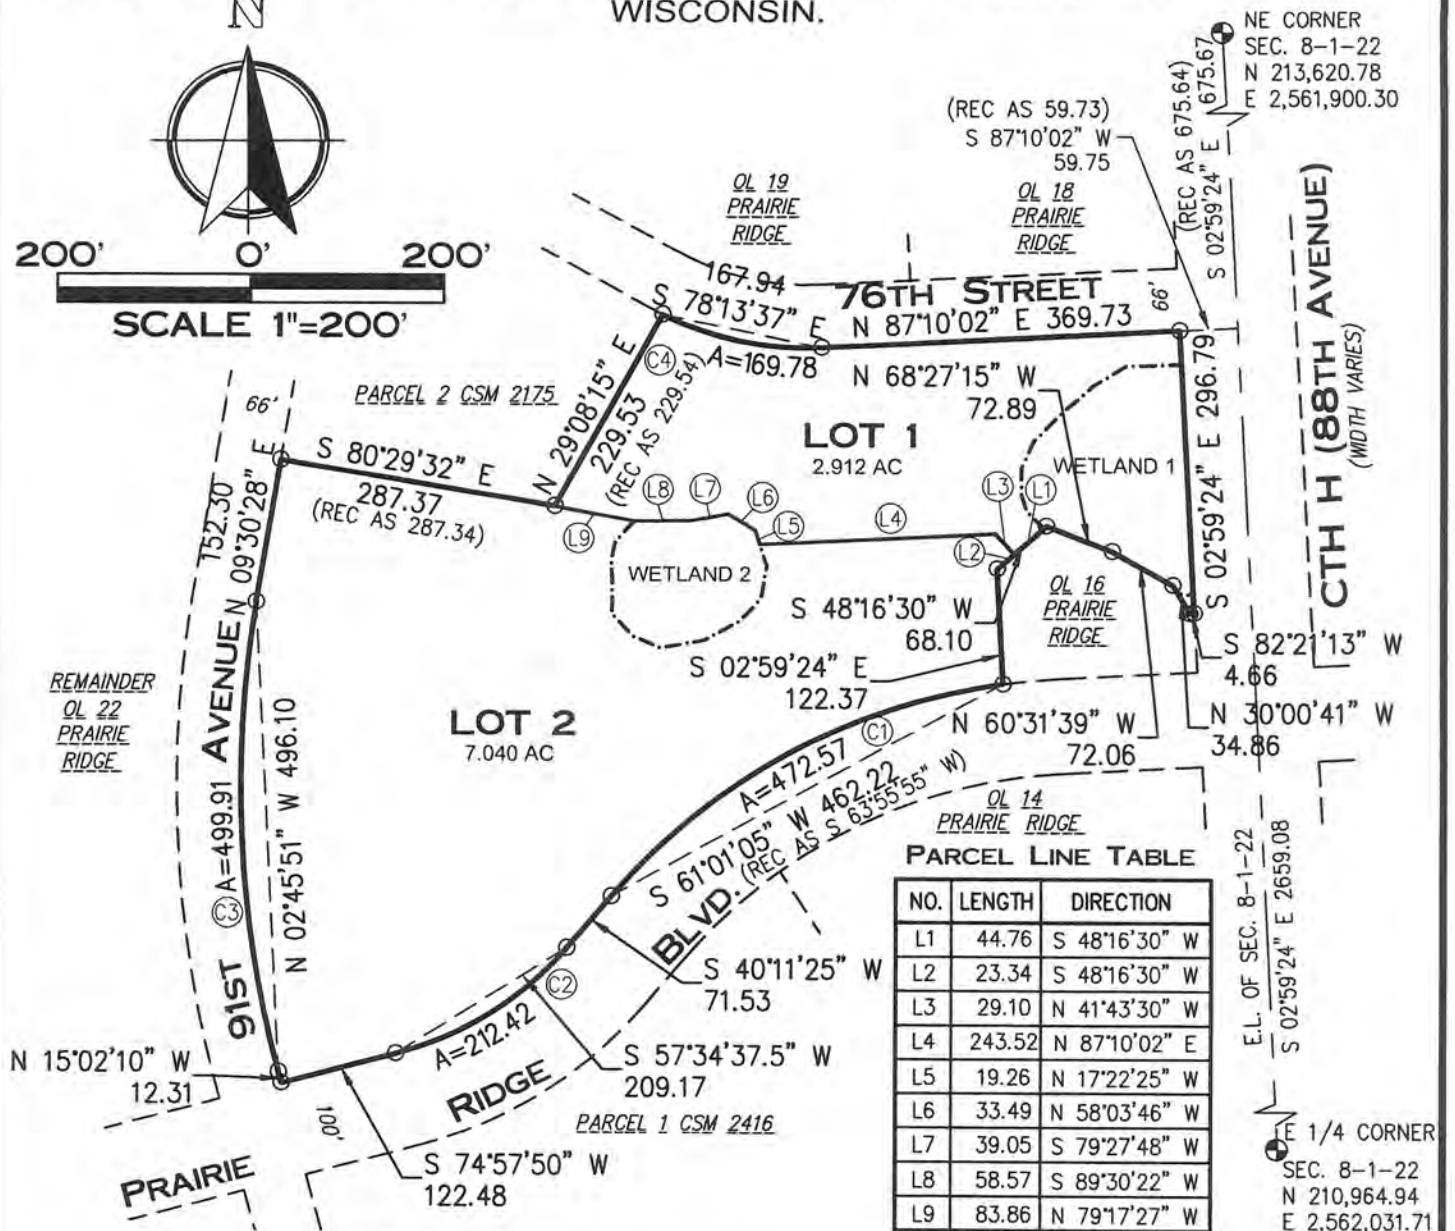 WISCONSIN.
N
200' 0' 200'
SCALE 1"=200'
NE CORNER
SEC. 8-1-22
N 213,620.78
E 2,561,900.30
(REC AS 675.64)
675.67
S 02°59'24" E
(REC AS 59.73)
S 87°10'02" W
59.75
OL 19
PRAIRIE
RIDGE
OL 18
PRAIRIE
RIDGE
CTH H (88TH AVENUE)
(WIDTH VARIES)
167.94
S 78°13'37" E
76TH STREET
66'
N 87°10'02" E 369.73
A=169.78
C4
N 29°08'15" E
229.53
(REC AS 229.54)
N 68°27'15" W
72.89
S 02°59'24" E 296.79
PARCEL 2 CSM 2175
66'
S 80°29'32" E
287.37
(REC AS 287.34)
LOT 1
2.912 AC
WETLAND 1
L9
L8
L7
L6
L5
L4
L3
L1
L2
152.30
N 09°30'28" E
WETLAND 2
OL 16
PRAIRIE
RIDGE
S 48°16'30" W
68.10
S 02°59'24" E
122.37
S 82°21'13" W
4.66
N 30°00'41" W
34.86
N 60°31'39" W
72.06
REMAINDER
OL 22
PRAIRIE
RIDGE
91ST AVENUE
C3 A=499.91
N 02°45'51" W 496.10
LOT 2
7.040 AC
C1
A=472.57
S 61°01'05" W 462.22
(REC AS S 63°55'55" W)
OL 14
PRAIRIE RIDGE
S 40°11'25" W
71.53
C2
A=212.42
S 57°34'37.5" W
209.17
N 15°02'10" W
12.31
100'
S 74°57'50" W
122.48
PRAIRIE RIDGE BLVD.
PARCEL 1 CSM 2416
PARCEL LINE TABLE
NO. LENGTH DIRECTION
L1 44.76 S 48°16'30" W
L2 23.34 S 48°16'30" W
L3 29.10 N 41°43'30" W
L4 243.52 N 87°10'02" E
L5 19.26 N 17°22'25" W
L6 33.49 N 58°03'46" W
L7 39.05 S 79°27'48" W
L8 58.57 S 89°30'22" W
L9 83.86 N 79°17'27" W
E.L. OF SEC. 8-1-22
S 02°59'24" E 2659.08
E 1/4 CORNER
SEC. 8-1-22
N 210,964.94
E 2,562,031.71